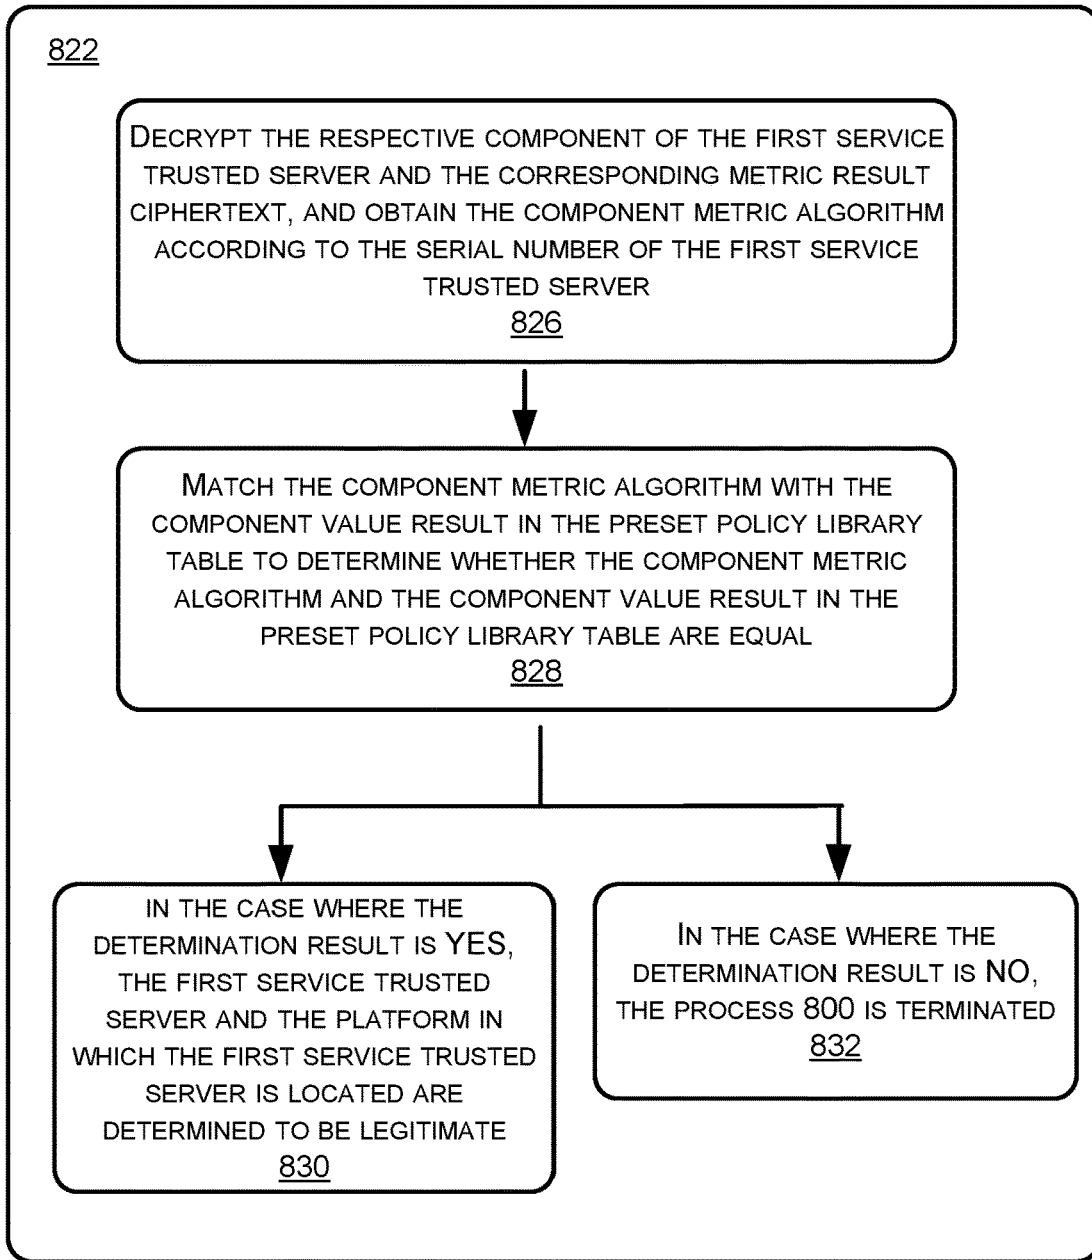 822
DECRYPT THE RESPECTIVE COMPONENT OF THE FIRST SERVICE
TRUSTED SERVER AND THE CORRESPONDING METRIC RESULT
CIPHERTEXT, AND OBTAIN THE COMPONENT METRIC ALGORITHM
ACCORDING TO THE SERIAL NUMBER OF THE FIRST SERVICE
TRUSTED SERVER
826
MATCH THE COMPONENT METRIC ALGORITHM WITH THE
COMPONENT VALUE RESULT IN THE PRESET POLICY LIBRARY
TABLE TO DETERMINE WHETHER THE COMPONENT METRIC
ALGORITHM AND THE COMPONENT VALUE RESULT IN THE
PRESET POLICY LIBRARY TABLE ARE EQUAL
828
IN THE CASE WHERE THE
DETERMINATION RESULT IS YES,
THE FIRST SERVICE TRUSTED
SERVER AND THE PLATFORM IN
WHICH THE FIRST SERVICE TRUSTED
SERVER IS LOCATED ARE
DETERMINED TO BE LEGITIMATE
830
IN THE CASE WHERE THE
DETERMINATION RESULT IS NO,
THE PROCESS 800 IS TERMINATED
832